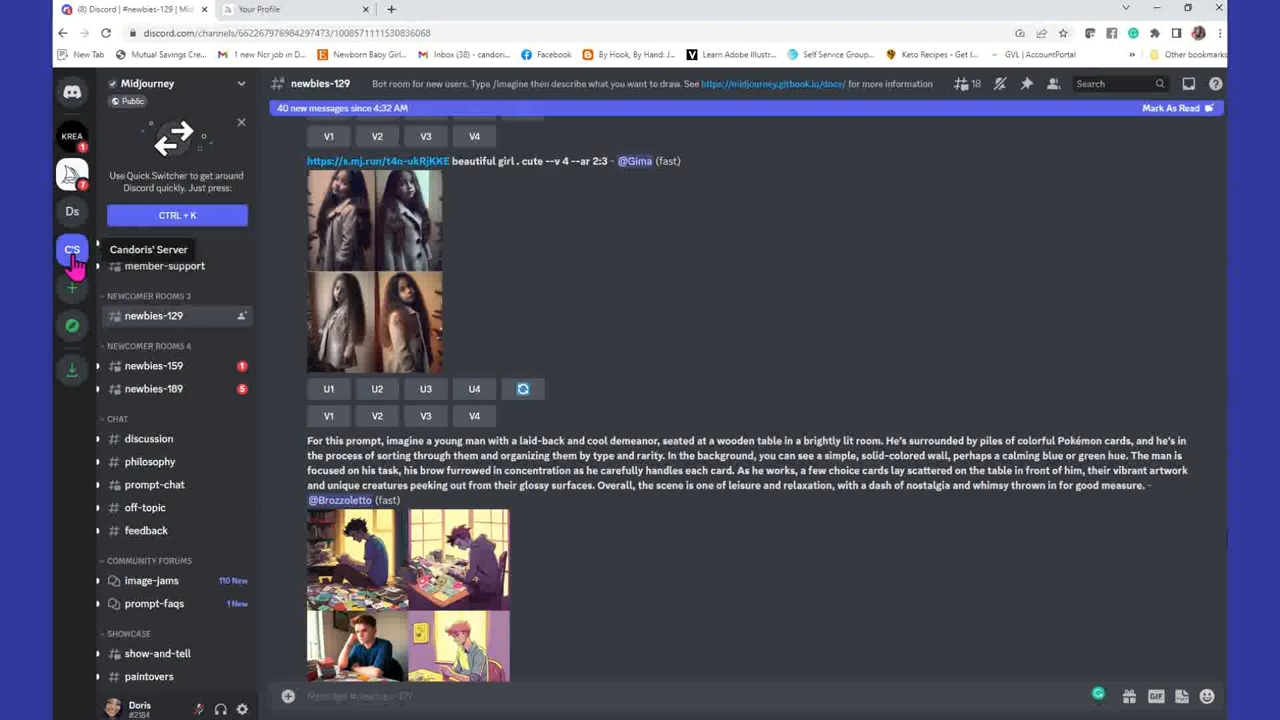 (8) Discord | #newbies-129 | Mid
Your Profile
discord.com/channels/662267976984297473/1008571111530836068
New Tab
Mutual Savings Cre...
1 new Ncr job in D...
Newborn Baby Girl...
Inbox (38) - candon...
Facebook
By Hook, By Hand: J...
Learn Adobe Illustr...
Self Service Group...
Keto Recipes - Get I...
GVL | AccountPortal
»
Other bookmarks
Midjourney
Public
# newbies-129
Bot room for new users. Type /imagine then describe what you want to draw. See https://midjourney.gitbook.io/docs/ for more information
18
Search
40 new messages since 4:32 AM
Mark As Read
KREA
1
7
Ds
C'S
Candoris' Server
Use Quick Switcher to get around
Discord quickly. Just press:
CTRL + K
member-support
NEWCOMER ROOMS 3
newbies-129
NEWCOMER ROOMS 4
newbies-159
1
newbies-189
5
CHAT
# discussion
# philosophy
# prompt-chat
# off-topic
# feedback
COMMUNITY FORUMS
image-jams
110 New
prompt-faqs
1 New
SHOWCASE
# show-and-tell
# paintovers
Doris
#2184
V1
V2
V3
V4
https://s.mj.run/t4n-ukRjKKE beautiful girl . cute --v 4 --ar 2:3 - @Gima (fast)
U1
U2
U3
U4
V1
V2
V3
V4
For this prompt, imagine a young man with a laid-back and cool demeanor, seated at a wooden table in a brightly lit room. He's surrounded by piles of colorful Pokémon cards, and he's in
the process of sorting through them and organizing them by type and rarity. In the background, you can see a simple, solid-colored wall, perhaps a calming blue or green hue. The man is
focused on his task, his brow furrowed in concentration as he carefully handles each card. As he works, a few choice cards lay scattered on the table in front of him, their vibrant artwork
and unique creatures peeking out from their glossy surfaces. Overall, the scene is one of leisure and relaxation, with a dash of nostalgia and whimsy thrown in for good measure. -
@Brozzoletto (fast)
Message #newbies-129
GIF